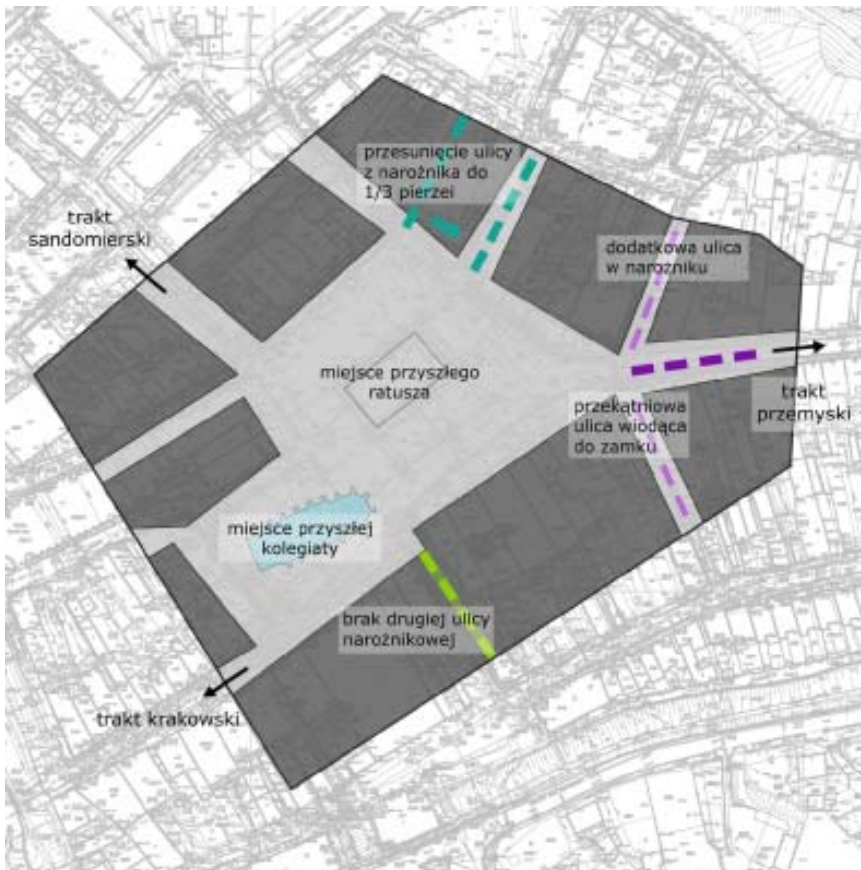 przesunięcie ulicy
z narożnika do
1/3 pierzei
trakt
sandomierski
dodatkowa ulica
w narożniku
miejsce przyszłego
ratusza
przekątniowa
ulica wiodąca
do zamku
trakt
przemyski
miejsce przyszłej
kolegiaty
brak drugiej ulicy
narożnikowej
trakt krakowski